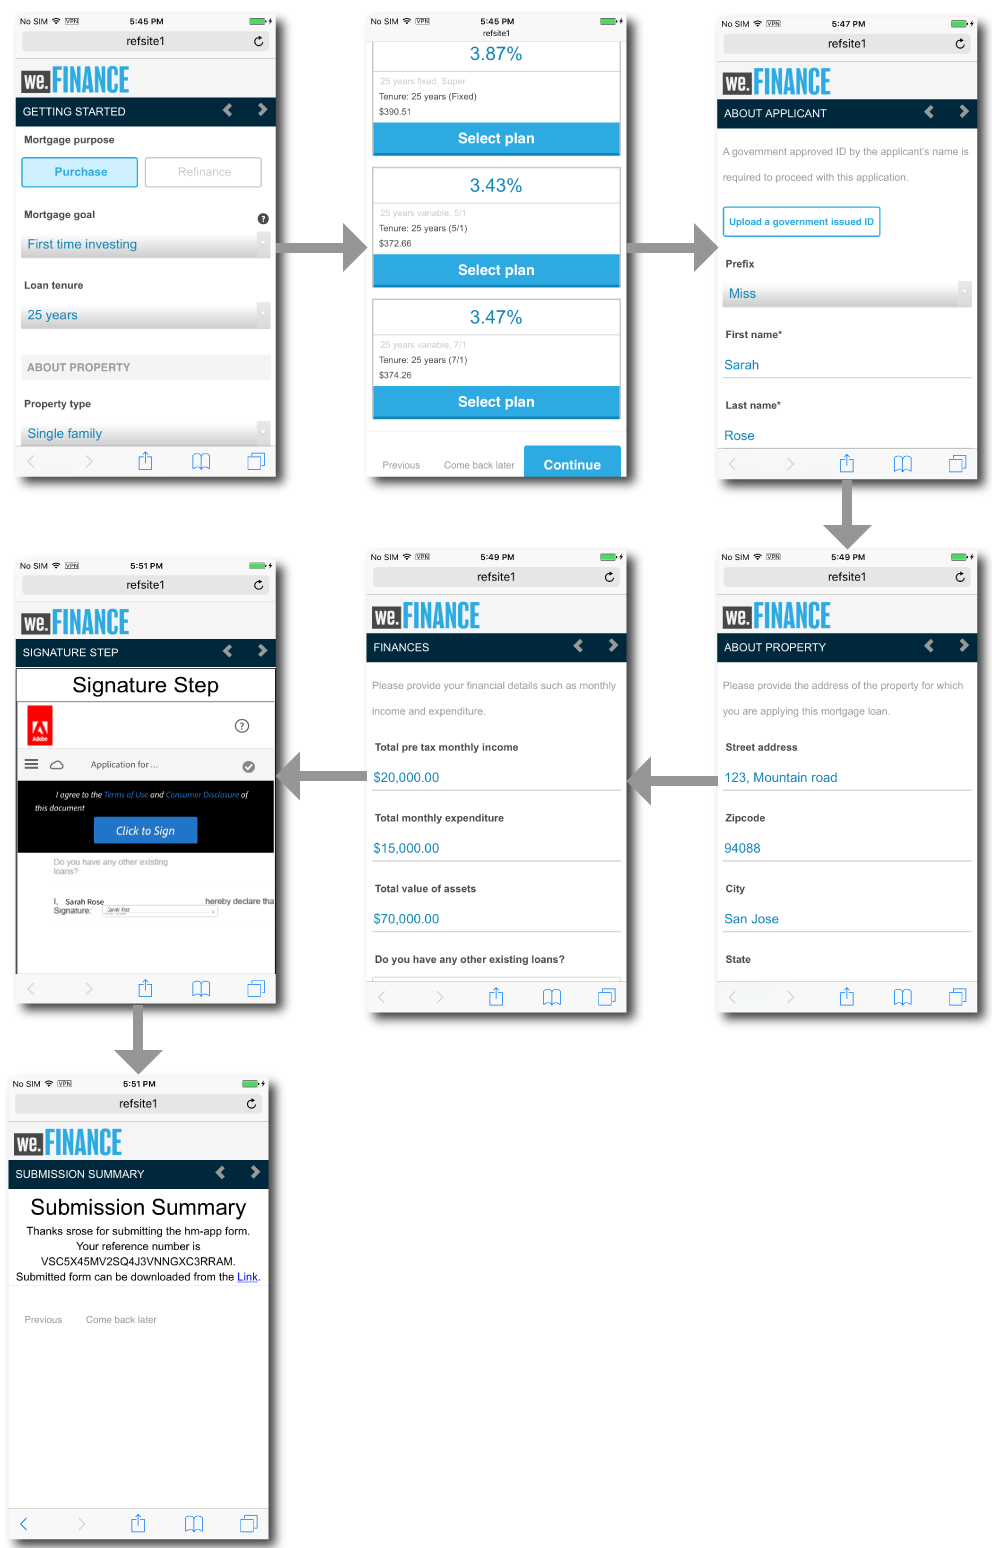 No SIM VPN 5:45 PM
refsite1
we.FINANCE
GETTING STARTED
Mortgage purpose
Purchase Refinance
Mortgage goal
?
First time investing
Loan tenure
25 years
ABOUT PROPERTY
Property type
Single family
No SIM VPN 5:45 PM
refsite1
3.87%
25 years fixed, Super
Tenure: 25 years (Fixed)
$390.51
Select plan
3.43%
25 years variable, 5/1
Tenure: 25 years (5/1)
$372.66
Select plan
3.47%
25 years variable, 7/1
Tenure: 25 years (7/1)
$374.26
Select plan
Previous Come back later Continue
No SIM VPN 5:47 PM
refsite1
we.FINANCE
ABOUT APPLICANT
A government approved ID by the applicant's name is
required to proceed with this application.
Upload a government issued ID
Prefix
Miss
First name*
Sarah
Last name*
Rose
No SIM VPN 5:49 PM
refsite1
we.FINANCE
ABOUT PROPERTY
Please provide the address of the property for which
you are applying this mortgage loan.
Street address
123, Mountain road
Zipcode
94088
City
San Jose
State
No SIM VPN 5:49 PM
refsite1
we.FINANCE
FINANCES
Please provide your financial details such as monthly
income and expenditure.
Total pre tax monthly income
$20,000.00
Total monthly expenditure
$15,000.00
Total value of assets
$70,000.00
Do you have any other existing loans?
No SIM VPN 5:51 PM
refsite1
we.FINANCE
SIGNATURE STEP
Signature Step
Adobe
?
Application for ...
I agree to the Terms of Use and Consumer Disclosure of
this document
Click to Sign
Do you have any other existing
loans?
I, Sarah Rose , hereby declare tha
Signature: Sarah Rose
No SIM VPN 5:51 PM
refsite1
we.FINANCE
SUBMISSION SUMMARY
Submission Summary
Thanks srose for submitting the hm-app form.
Your reference number is
VSC5X45MV2SQ4J3VNNGXC3RRAM.
Submitted form can be downloaded from the Link.
Previous Come back later